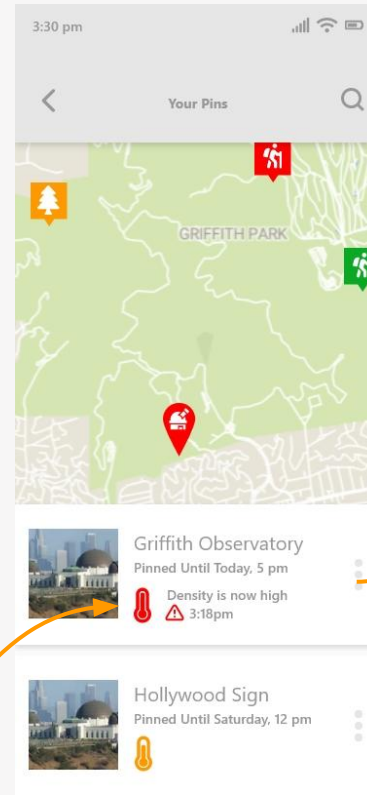 3:30 pm
Your Pins
GRIFFITH PARK
Griffith Observatory
Pinned Until Today, 5 pm
Density is now high
3:18pm
Hollywood Sign
Pinned Until Saturday, 12 pm